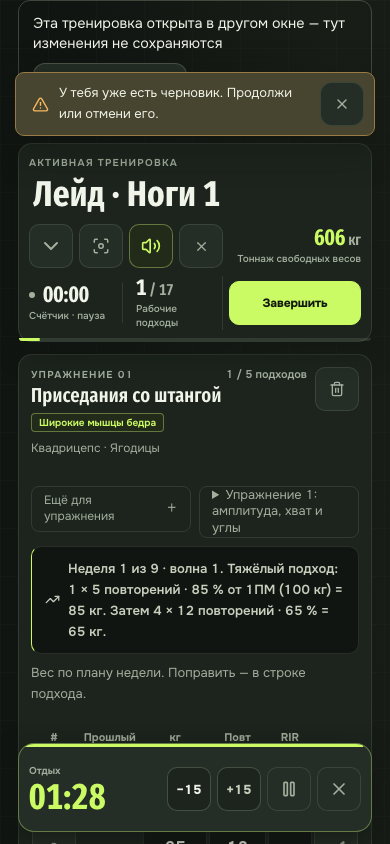 Эта тренировка открыта в другом окне — тут
изменения не сохраняются
У тебя уже есть черновик. Продолжи
или отмени его.
АКТИВНАЯ ТРЕНИРОВКА
Лейд · Ноги 1
606 кг
Тоннаж свободных весов
00:00
Счётчик · пауза
1 / 17
Рабочие
подходы
Завершить
УПРАЖНЕНИЕ 01
1 / 5 подходов
Приседания со штангой
Широкие мышцы бедра
Квадрицепс · Ягодицы
Ещё для
упражнения
+
▶ Упражнение 1:
амплитуда, хват и
углы
Неделя 1 из 9 · волна 1. Тяжёлый подход:
1 × 5 повторений · 85 % от 1ПМ (100 кг) =
85 кг. Затем 4 × 12 повторений · 65 % =
65 кг.
Вес по плану недели. Поправить — в строке
подхода.
# Прошлый кг Повт RIR
Отдых
01:28
−15
+15